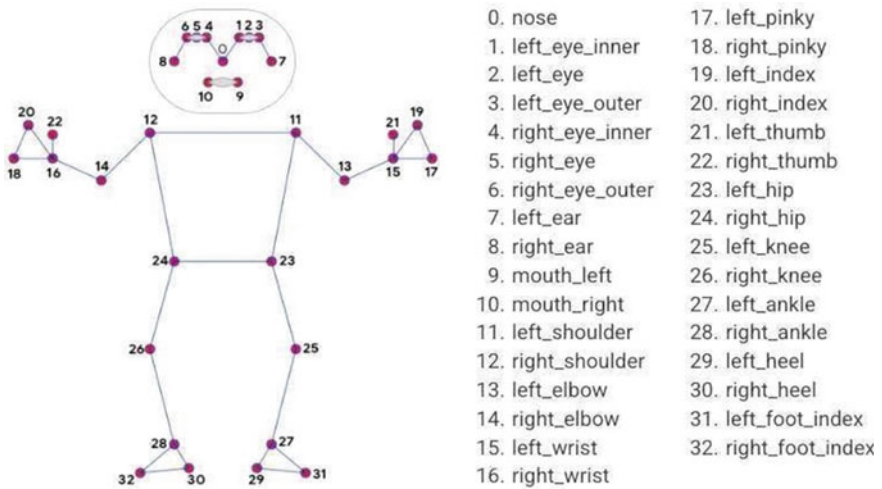 6 5 4 1 2 3
0
8 7
10 9
20 22 12 11 21 19
18 16 14 13 15 17
24 23
26 25
28 27
32 30 29 31
0. nose
1. left_eye_inner
2. left_eye
3. left_eye_outer
4. right_eye_inner
5. right_eye
6. right_eye_outer
7. left_ear
8. right_ear
9. mouth_left
10. mouth_right
11. left_shoulder
12. right_shoulder
13. left_elbow
14. right_elbow
15. left_wrist
16. right_wrist
17. left_pinky
18. right_pinky
19. left_index
20. right_index
21. left_thumb
22. right_thumb
23. left_hip
24. right_hip
25. left_knee
26. right_knee
27. left_ankle
28. right_ankle
29. left_heel
30. right_heel
31. left_foot_index
32. right_foot_index